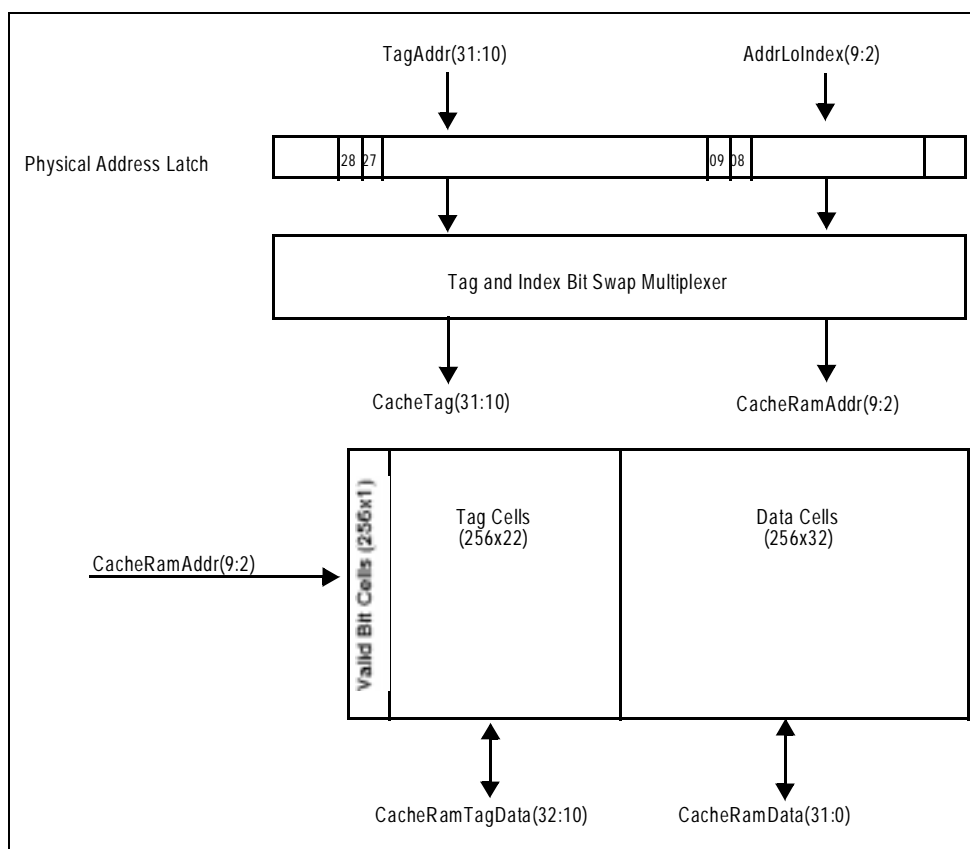 TagAddr(31:10)
AddrLoIndex(9:2)
Physical Address Latch
28
27
09
08
Tag and Index Bit Swap Multiplexer
CacheTag(31:10)
CacheRamAddr(9:2)
CacheRamAddr(9:2)
Valid Bit Cells (256x1)
Tag Cells
(256x22)
Data Cells
(256x32)
CacheRamTagData(32:10)
CacheRamData(31:0)